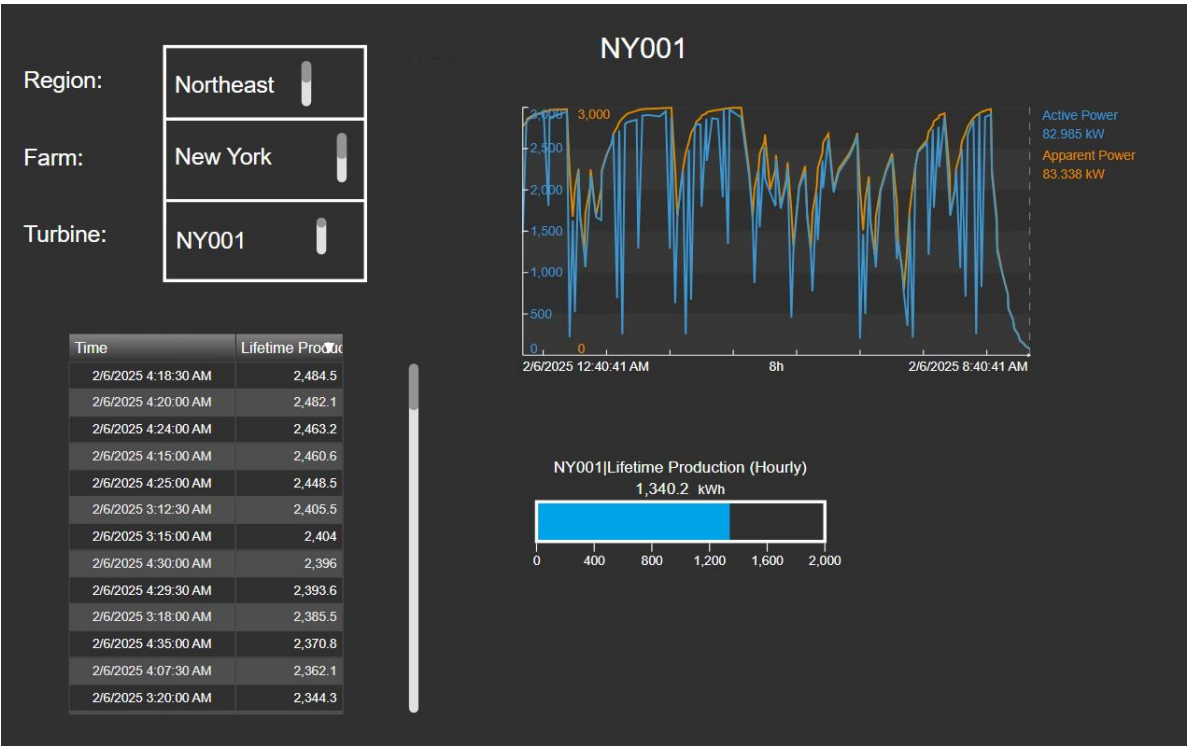 Region:
Northeast
Farm:
New York
Turbine:
NY001
Time Lifetime Produc
2/6/2025 4:18:30 AM 2,484.5
2/6/2025 4:20:00 AM 2,482.1
2/6/2025 4:24:00 AM 2,463.2
2/6/2025 4:15:00 AM 2,460.6
2/6/2025 4:25:00 AM 2,448.5
2/6/2025 3:12:30 AM 2,405.5
2/6/2025 3:15:00 AM 2,404
2/6/2025 4:30:00 AM 2,396
2/6/2025 4:29:30 AM 2,393.6
2/6/2025 3:18:00 AM 2,385.5
2/6/2025 4:35:00 AM 2,370.8
2/6/2025 4:07:30 AM 2,362.1
2/6/2025 3:20:00 AM 2,344.3
NY001
3,000 3,000
2,500
2,000
1,500
1,000
500
0 0
2/6/2025 12:40:41 AM 8h 2/6/2025 8:40:41 AM
Active Power
82.985 kW
Apparent Power
83.338 kW
NY001|Lifetime Production (Hourly)
1,340.2 kWh
0 400 800 1,200 1,600 2,000